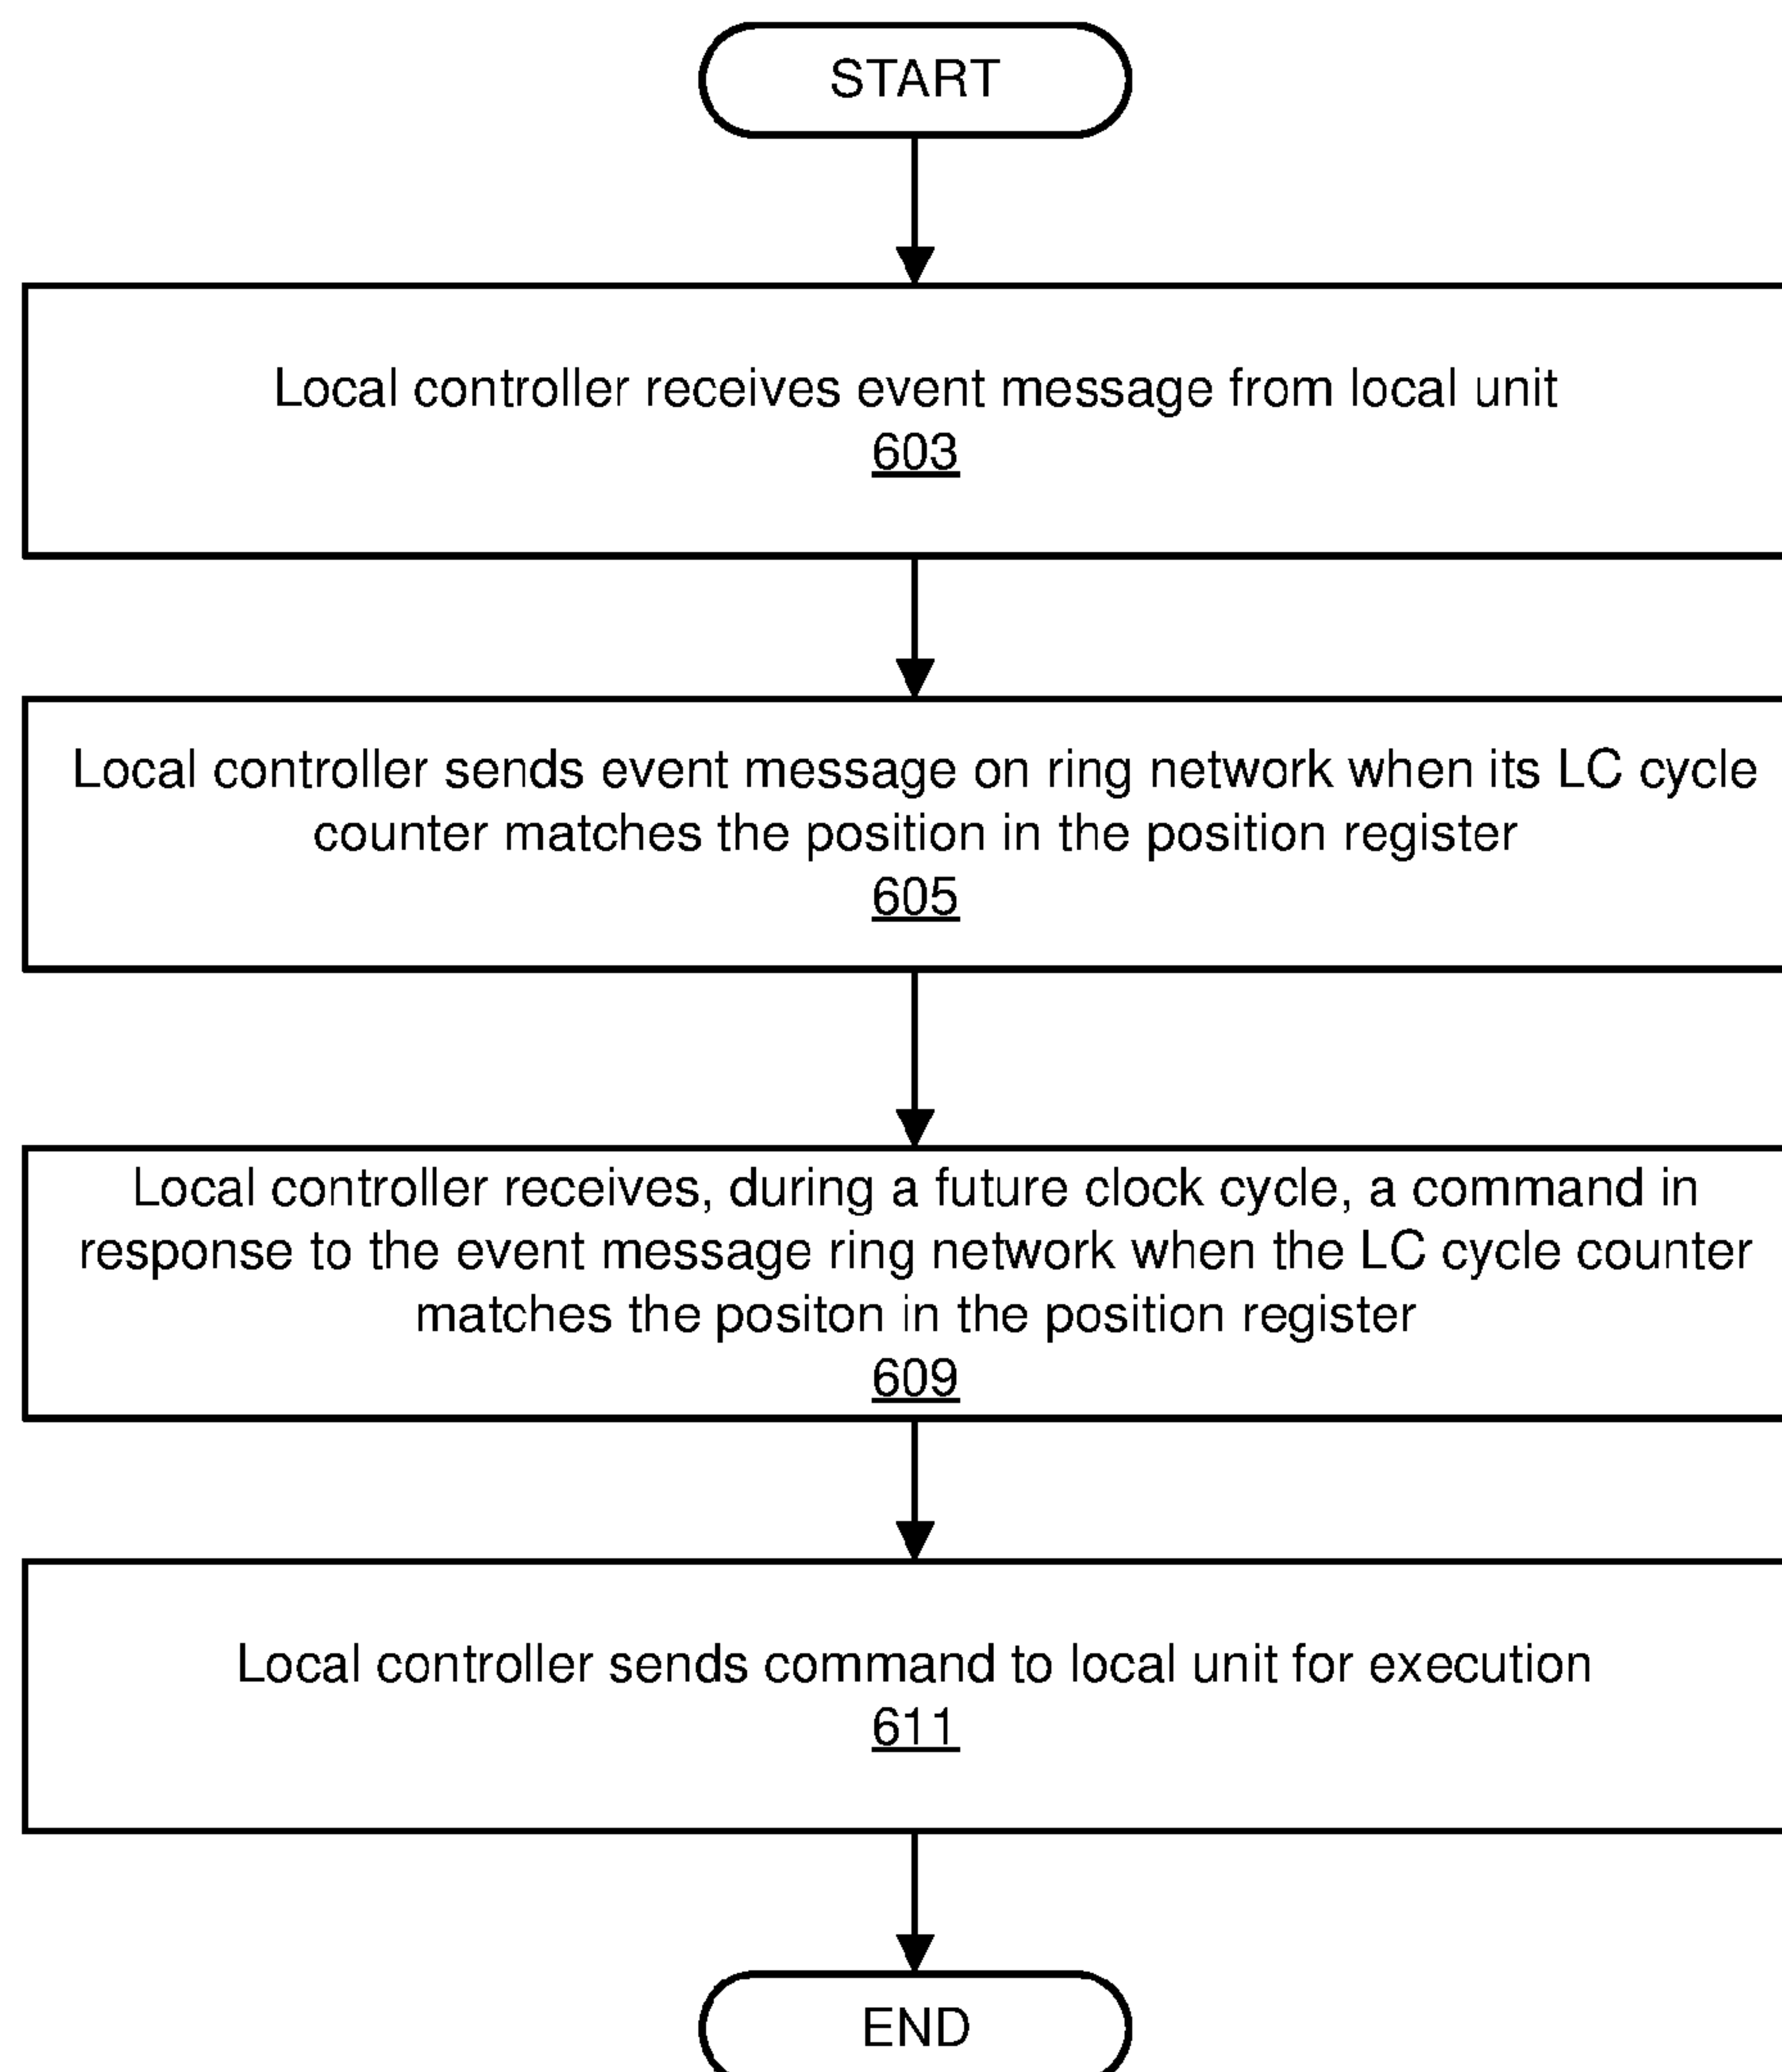 START
Local controller receives event message from local unit
603
Local controller sends event message on ring network when its LC cycle
counter matches the position in the position register
605
Local controller receives, during a future clock cycle, a command in
response to the event message ring network when the LC cycle counter
matches the positon in the position register
609
Local controller sends command to local unit for execution
611
END